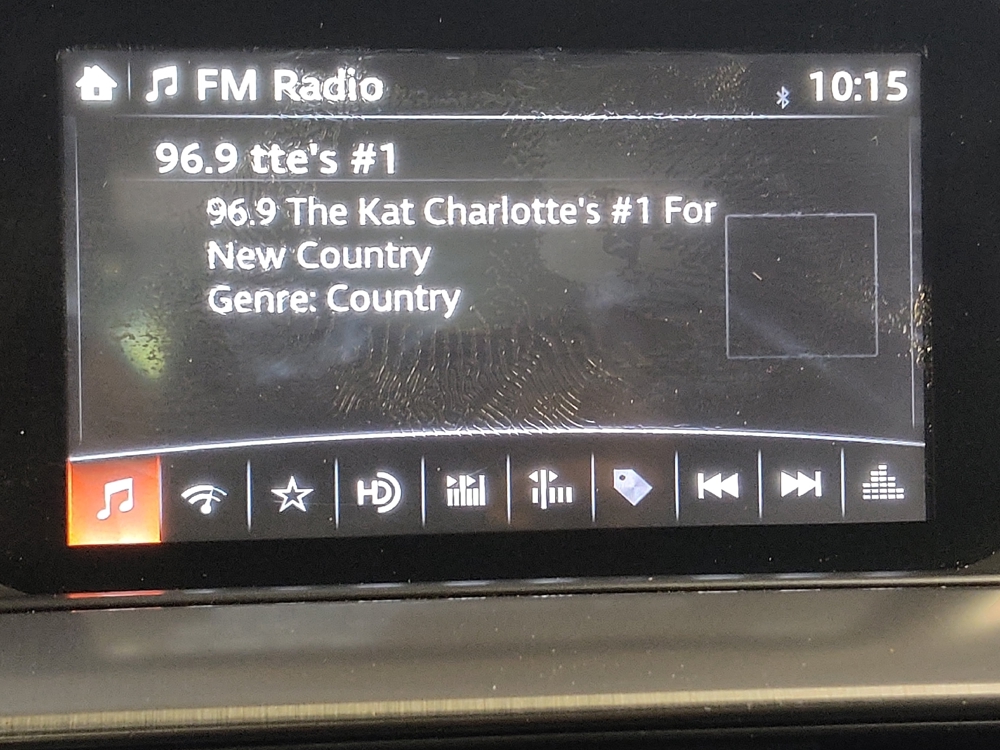 FM Radio
10:15
96.9 tte's #1
96.9 The Kat Charlotte's #1 For
New Country
Genre: Country
HD